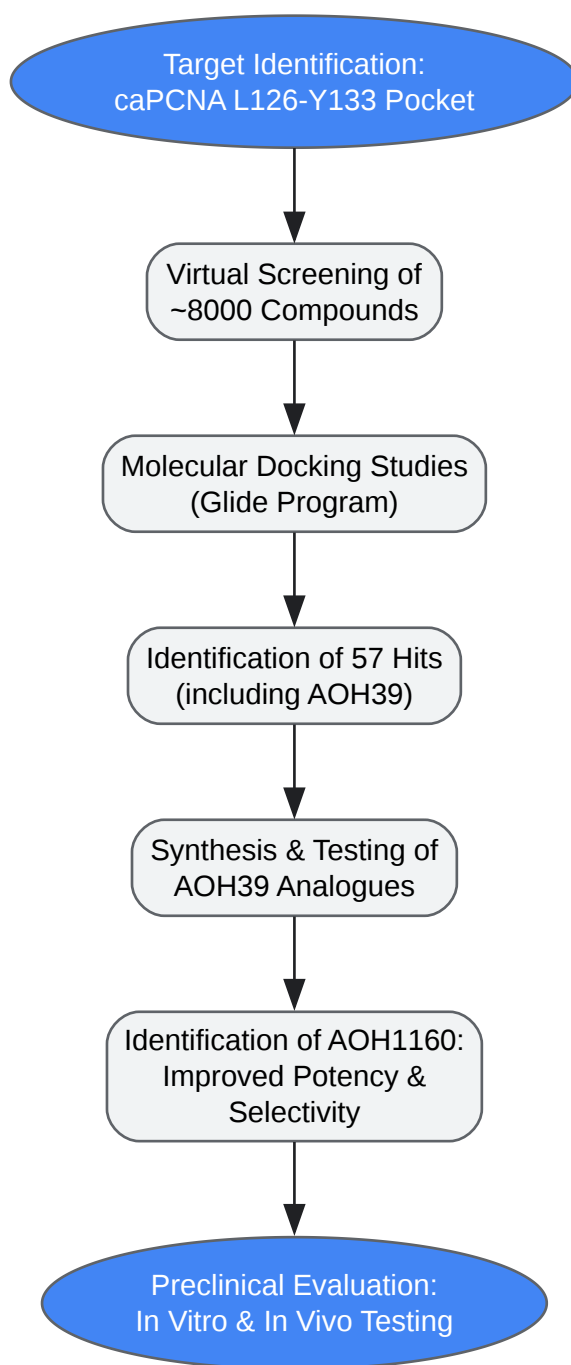 Target Identification:
caPCNA L126-Y133 Pocket
Virtual Screening of
~8000 Compounds
Molecular Docking Studies
(Glide Program)
Identification of 57 Hits
(including AOH39)
Synthesis & Testing of
AOH39 Analogues
Identification of AOH1160:
Improved Potency &
Selectivity
Preclinical Evaluation:
In Vitro & In Vivo Testing